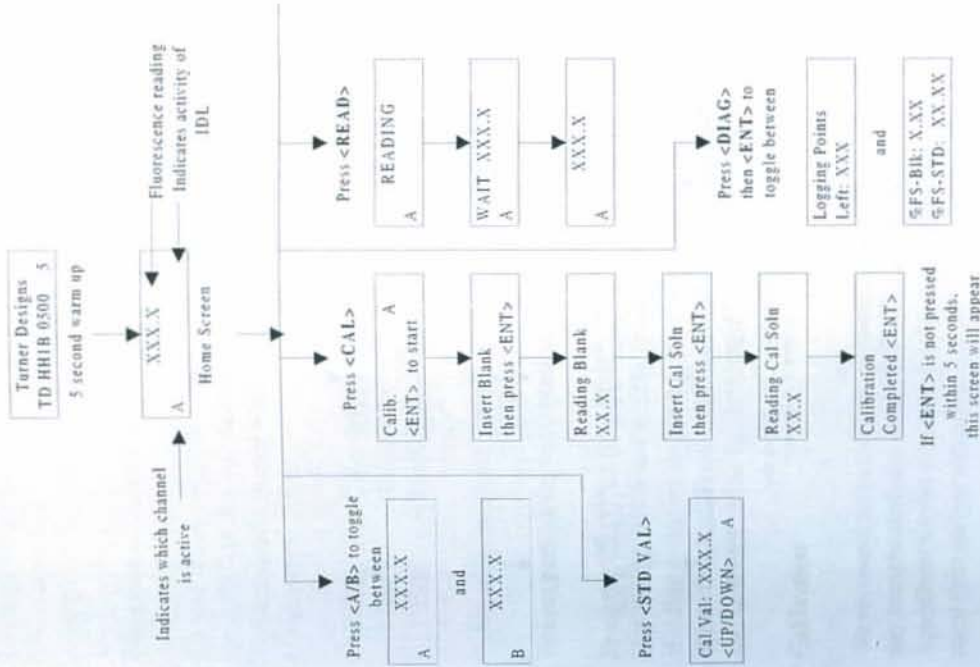 Turner Designs
TD HHIB 0500 5
5 second warm up
Indicates which channel
is active
XXX.X
A
Fluorescence reading
Indicates activity of
IDL
Home Screen
Press <A/B> to toggle
between
XXX.X
A
and
XXX.X
B
Press <STD VAL>
Cal Val: XXX.X
<UP/DOWN> A
Press <CAL>
Calib. A
<ENT> to start
Insert Blank
then press <ENT>
Reading Blank
XX.X
Insert Cal Soln
then press <ENT>
Reading Cal Soln
XX.X
Calibration
Completed <ENT>
If <ENT> is not pressed
within 5 seconds,
this screen will appear
Press <READ>
READING
A
WAIT XXX.X
A
XXX.X
A
Press <DIAG>
then <ENT> to
toggle between
Logging Points
Left: XXX
and
%FS-Blk: X.XX
%FS-STD: XX.XX